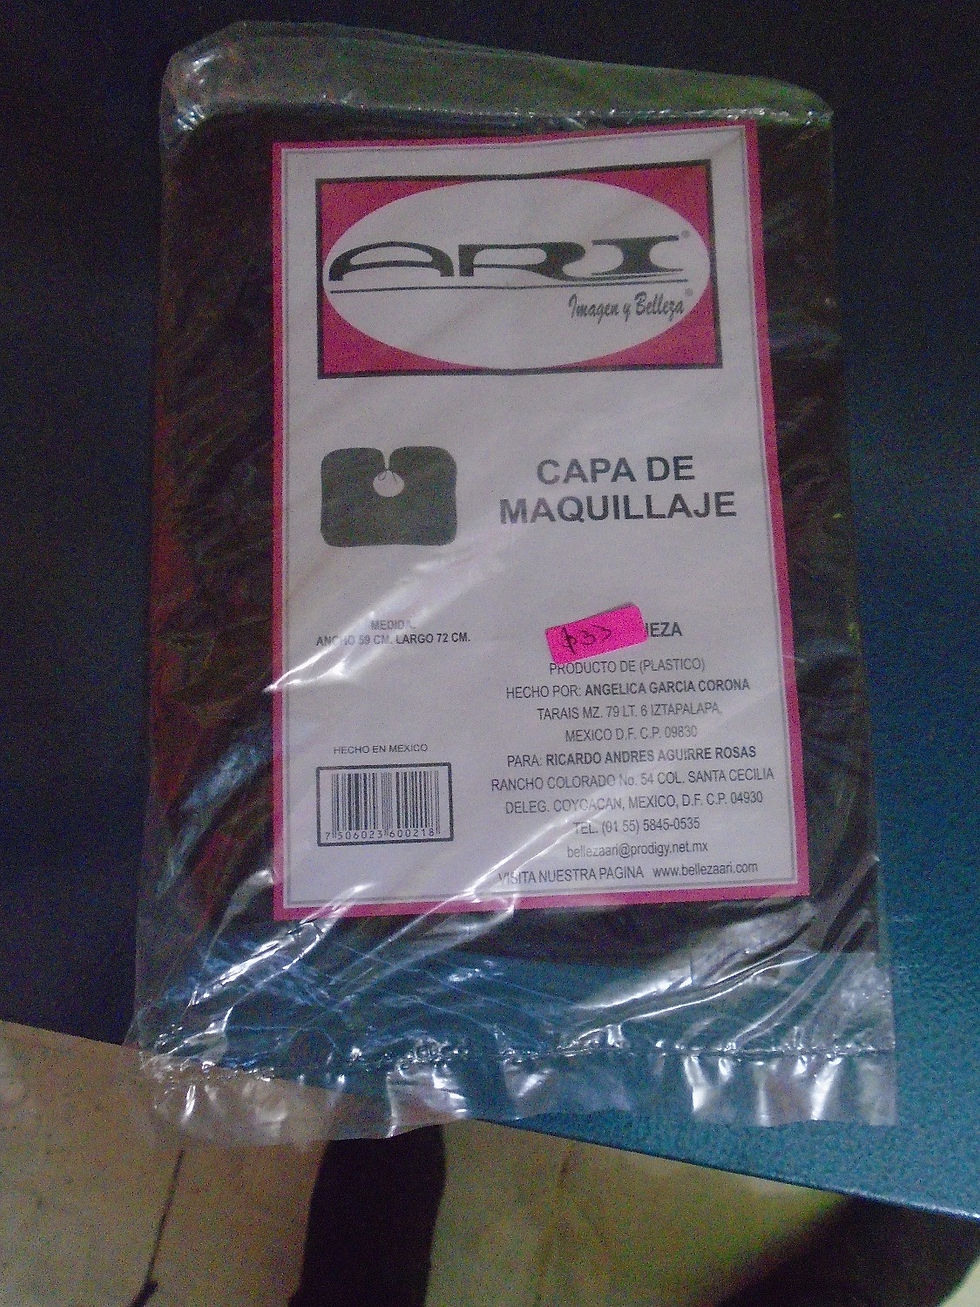 ARI®
Imagen y Belleza®
CAPA DE
MAQUILLAJE
ANCHO 59 CM. LARGO 72 CM.
$33
PRODUCTO DE (PLASTICO)
HECHO POR: ANGELICA GARCIA CORONA
TARAIS MZ. 79 LT. 6 IZTAPALAPA,
MEXICO D.F. C.P. 09830
PARA: RICARDO ANDRES AGUIRRE ROSAS
RANCHO COLORADO No. 54 COL. SANTA CECILIA
DELEG. COYCACAN, MEXICO, D.F. C.P. 04930
TEL. (01 55) 5845-0535
bellezaari@prodigy.net.mx
VISITA NUESTRA PAGINA www.bellezaari.com
HECHO EN MEXICO
7506023600218